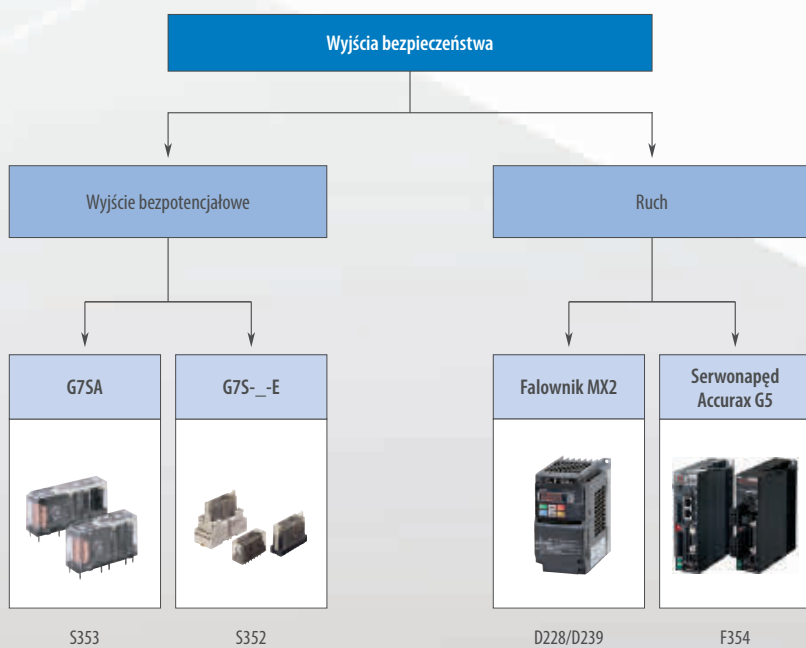 Wyjścia bezpieczeństwa
Wyjście bezpotencjałowe
Ruch
G7SA
G7S-_-E
Falownik MX2
Serwonapęd
Accurax G5
S353
S352
D228/D239
F354